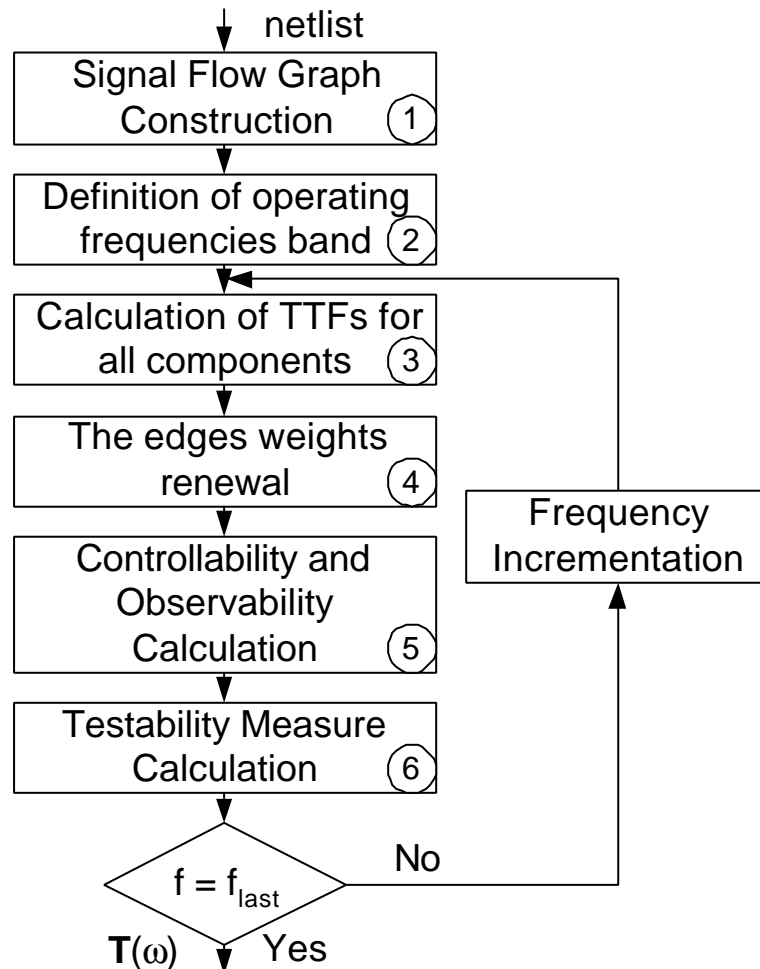 netlist
Signal Flow Graph
Construction
1
Definition of operating
frequencies band
2
Calculation of TTFs for
all components
3
The edges weights
renewal
4
Frequency
Incrementation
Controllability and
Observability
Calculation
5
Testability Measure
Calculation
6
No
f = f_last
T(ω) Yes